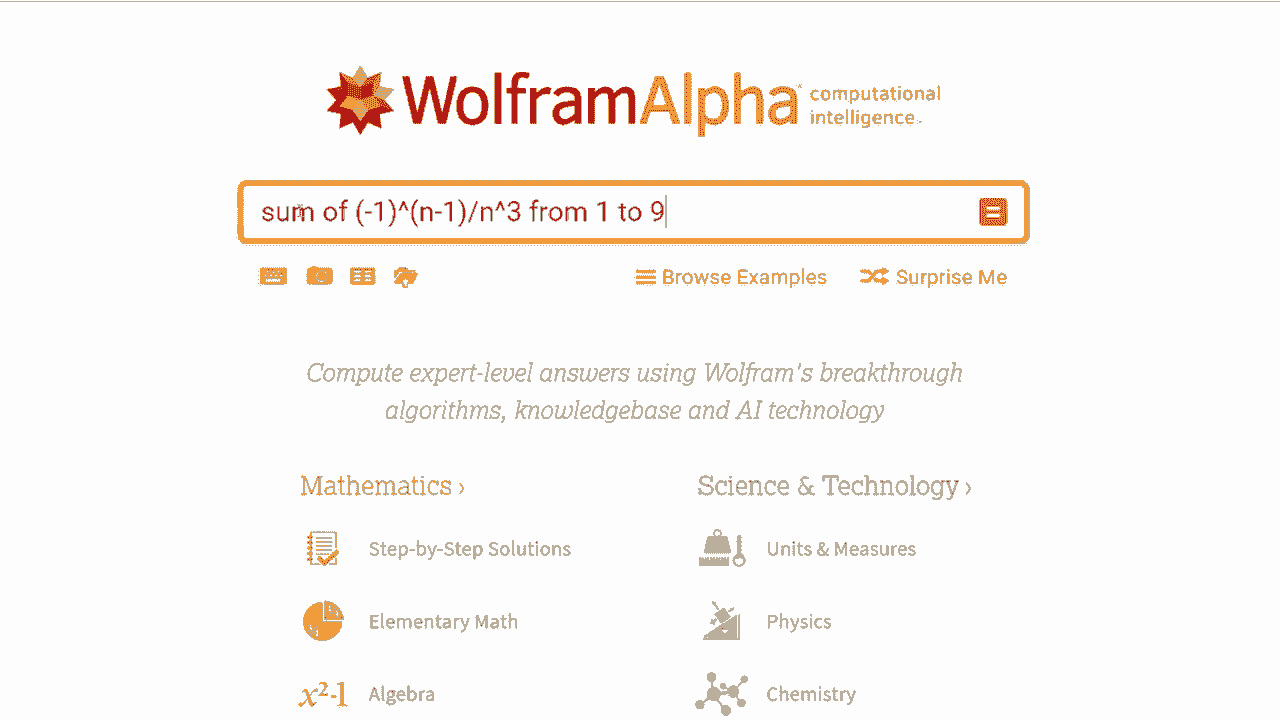 WolframAlpha computational
intelligence.
sum of (-1)^(n-1)/n^3 from 1 to 9
Browse Examples Surprise Me
Compute expert-level answers using Wolfram's breakthrough
algorithms, knowledgebase and AI technology
Mathematics › Science & Technology ›
Step-by-Step Solutions Units & Measures
Elementary Math Physics
x²-1 Algebra Chemistry